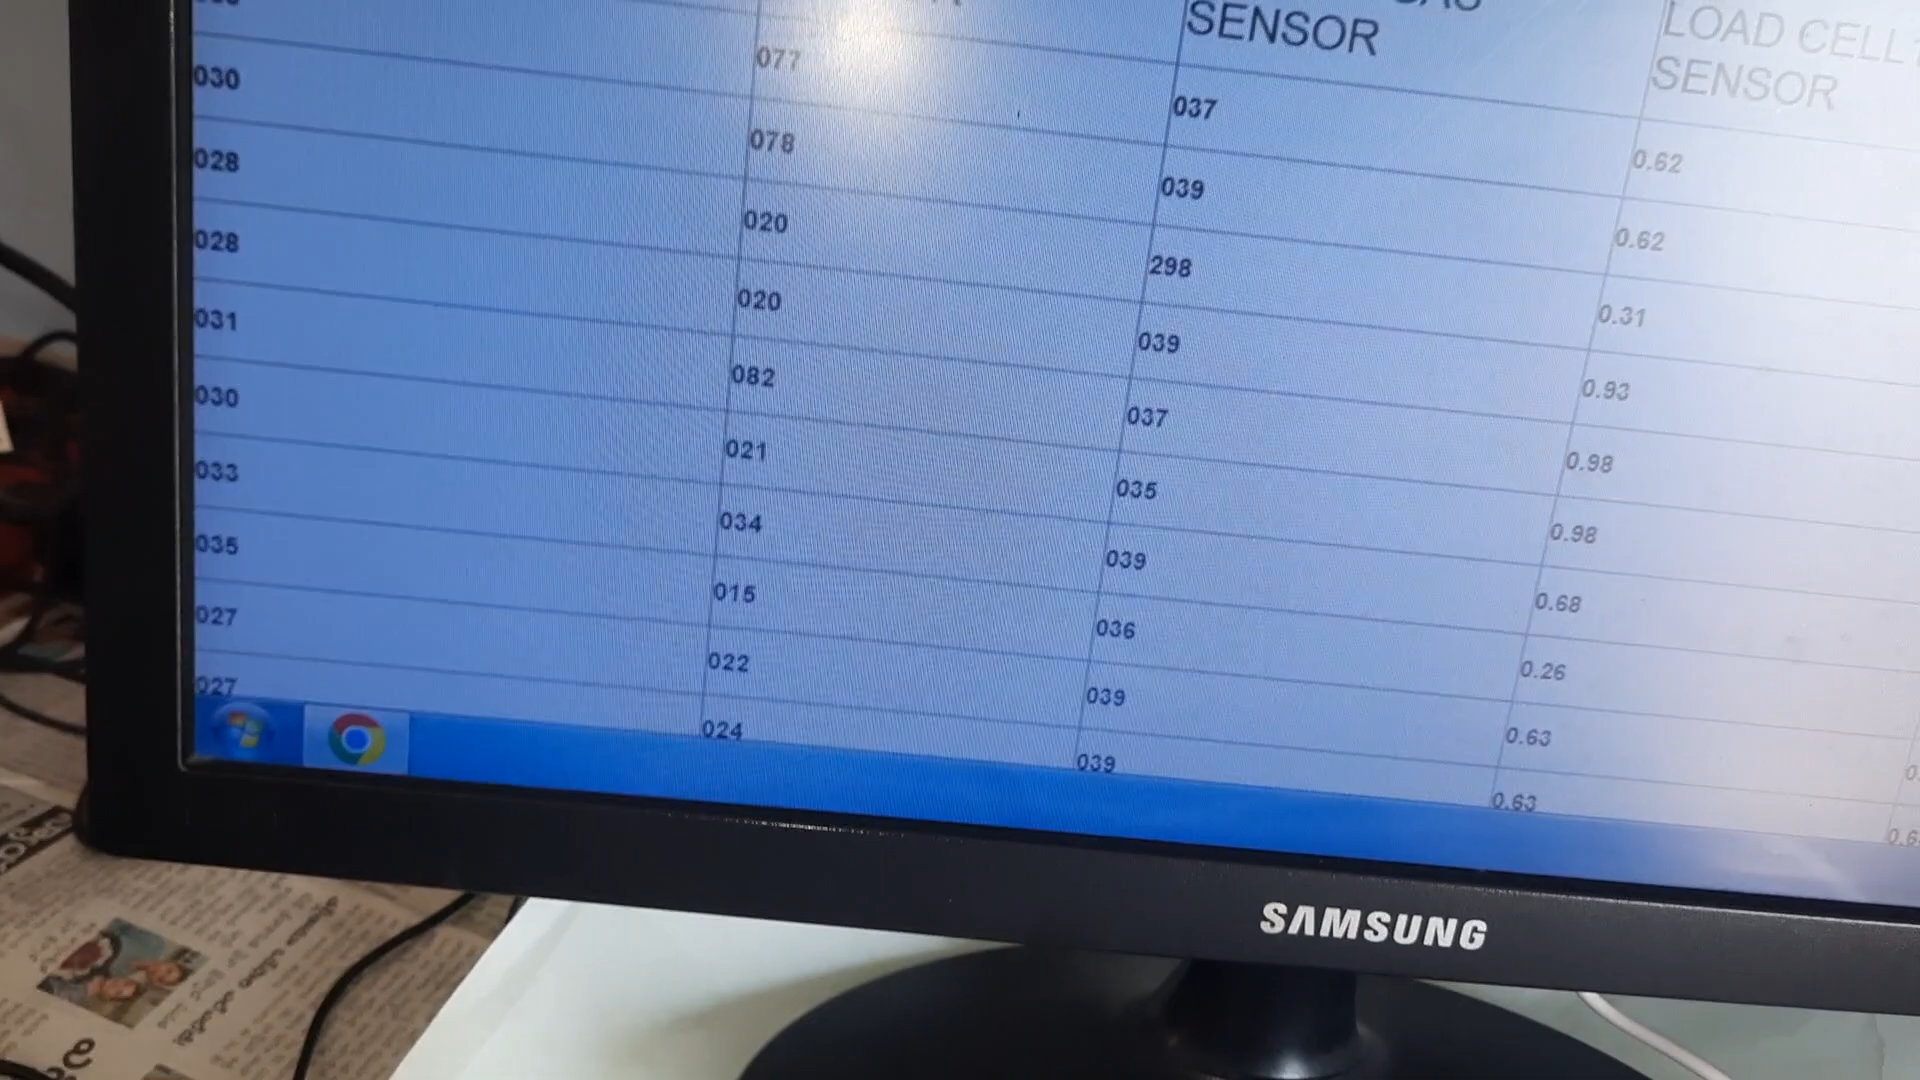 SENSOR
LOAD CELL
SENSOR
077 037 0.62
030 078 039 0.62
028 020 298 0.31
028 020 039 0.93
031 082 037 0.98
030 021 035 0.98
033 034 039 0.68
035 015 036 0.26
027 022 039 0.63
027 024 039 0.63
SAMSUNG